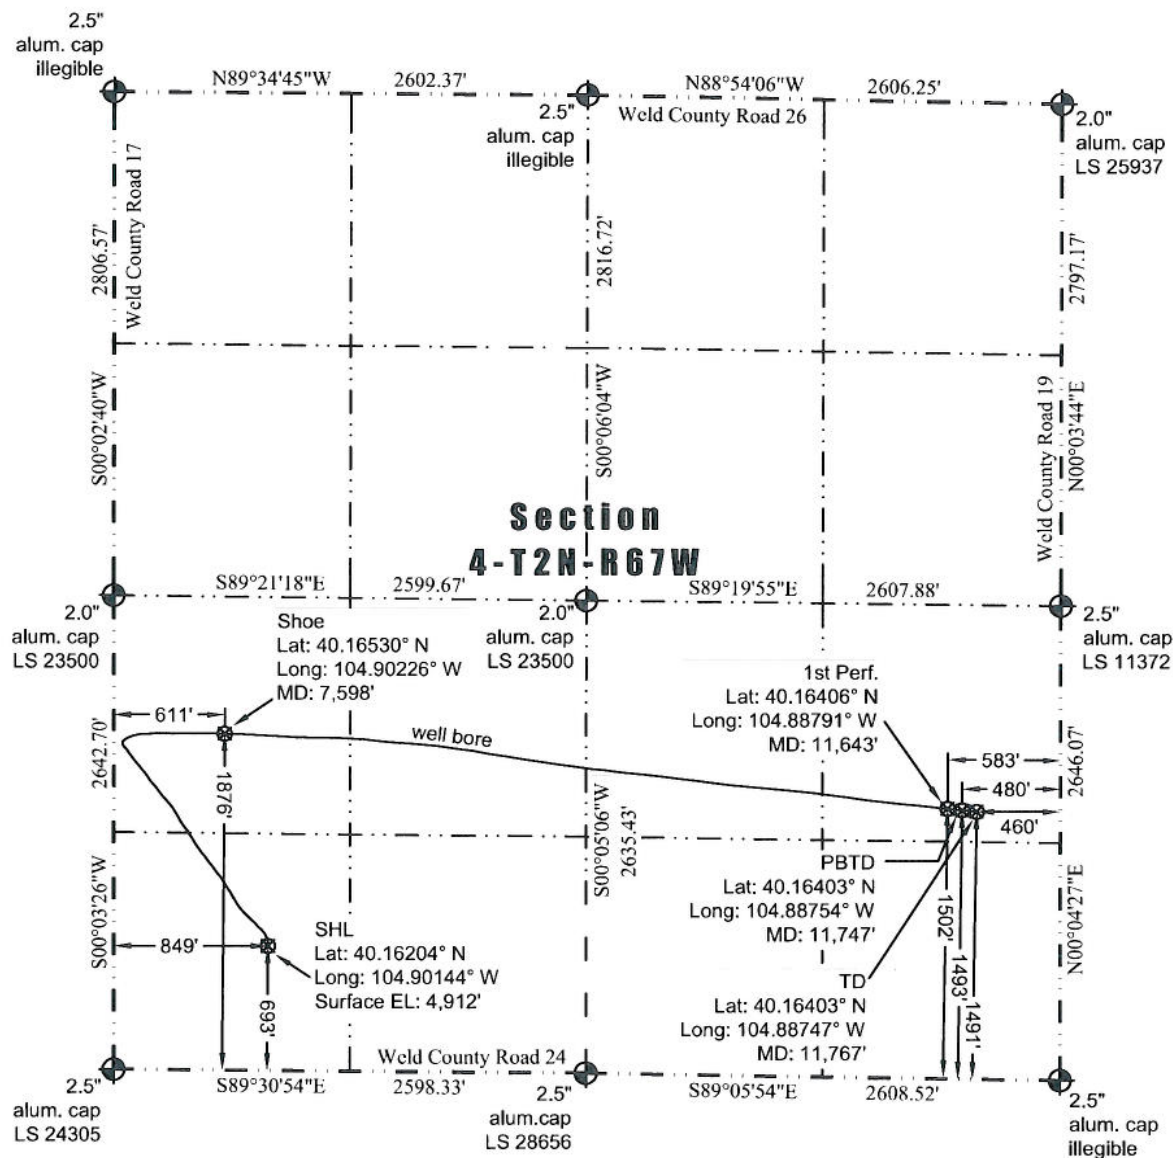 2.5"
alum. cap
illegible
N89°34'45"W
2602.37'
N88°54'06"W
2606.25'
2.5"
alum. cap
illegible
Weld County Road 26
2.0"
alum. cap
LS 25937
Weld County Road 17
2806.57'
2816.72'
2797.17'
S00°02'40"W
S00°06'04"W
Weld County Road 19
N00°03'44"E
Section
4-T2N-R67W
S89°21'18"E
2599.67'
S89°19'55"E
2607.88'
2.0"
alum. cap
LS 23500
Shoe
Lat: 40.16530° N
Long: 104.90226° W
MD: 7,598'
2.0"
alum. cap
LS 23500
2.5"
alum. cap
LS 11372
1st Perf.
Lat: 40.16406° N
Long: 104.88791° W
MD: 11,643'
611'
well bore
2642.70'
1876'
583'
480'
460'
2646.07'
S00°05'06"W
2635.43'
PBTD
Lat: 40.16403° N
Long: 104.88754° W
MD: 11,747'
1502'
1493'
1491'
S00°03'26"W
849'
693'
SHL
Lat: 40.16204° N
Long: 104.90144° W
Surface EL: 4,912'
TD
Lat: 40.16403° N
Long: 104.88747° W
MD: 11,767'
N00°04'27"E
Weld County Road 24
2.5"
alum. cap
LS 24305
S89°30'54"E
2598.33'
2.5"
alum.cap
LS 28656
S89°05'54"E
2608.52'
2.5"
alum. cap
illegible